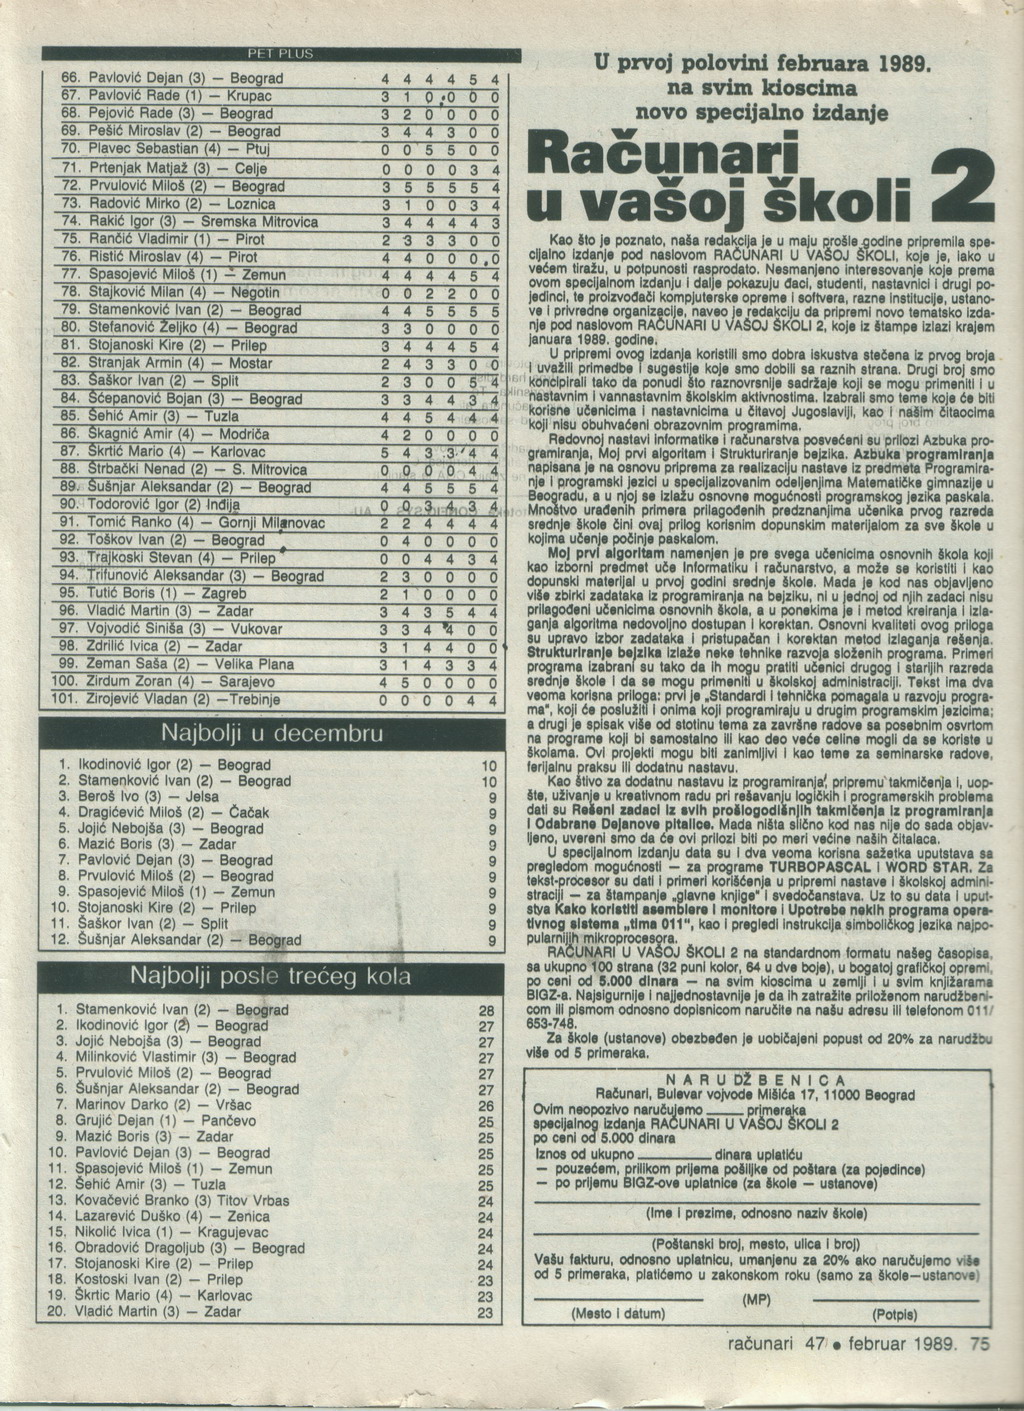 PET PLUS
66. Pavlović Dejan (3) — Beograd 4 4 4 4 5 4
67. Pavlović Rade (1) — Krupac 3 1 0 0 0 0
68. Pejović Rade (3) — Beograd 3 2 0 0 0 0
69. Pešić Miroslav (2) — Beograd 3 4 4 3 0 0
70. Plavec Sebastian (4) — Ptuj 0 0 5 5 0 0
71. Prtenjak Matjaž (3) — Celje 0 0 0 0 3 4
72. Prvulović Miloš (2) — Beograd 3 5 5 5 5 4
73. Radović Mirko (2) — Loznica 3 1 0 0 3 4
74. Rakić Igor (3) — Sremska Mitrovica 3 4 4 4 4 3
75. Rančić Vladimir (1) — Pirot 2 3 3 3 0 0
76. Ristić Miroslav (4) — Pirot 4 4 0 0 0 0
77. Spasojević Miloš (1) — Zemun 4 4 4 4 5 4
78. Stajković Milan (4) — Negotin 0 0 2 2 0 0
79. Stamenković Ivan (2) — Beograd 4 4 5 5 5 5
80. Stefanović Željko (4) — Beograd 3 3 0 0 0 0
81. Stojanoski Kire (2) — Prilep 3 4 4 4 5 4
82. Stranjak Armin (4) — Mostar 2 4 3 3 0 0
83. Šaškor Ivan (2) — Split 2 3 0 0 5 4
84. Šćepanović Bojan (3) — Beograd 3 3 4 4 3 4
85. Šehić Amir (3) — Tuzla 4 4 5 4 4 4
86. Škagnić Amir (4) — Modriča 4 2 0 0 0 0
87. Škrtić Mario (4) — Karlovac 5 4 3 3 4 4
88. Štrbački Nenad (2) — S. Mitrovica 0 0 0 0 4 4
89. Šušnjar Aleksandar (2) — Beograd 4 4 5 5 5 4
90. Todorović Igor (2) Inđija 0 0 3 4 3 4
91. Tomić Ranko (4) — Gornji Milanovac 2 2 4 4 4 4
92. Toškov Ivan (2) — Beograd 0 4 0 0 0 0
93. Trajkoski Stevan (4) — Prilep 0 0 4 4 3 4
94. Trifunović Aleksandar (3) — Beograd 2 3 0 0 0 0
95. Tutić Boris (1) — Zagreb 2 1 0 0 0 0
96. Vladić Martin (3) — Zadar 3 4 3 5 4 4
97. Vojvodić Siniša (3) — Vukovar 3 3 4 4 0 0
98. Zdrilić Ivica (2) — Zadar 3 1 4 4 0 0
99. Zeman Saša (2) — Velika Plana 3 1 4 3 3 4
100. Zirdum Zoran (4) — Sarajevo 4 5 0 0 0 0
101. Zirojević Vladan (2) —Trebinje 0 0 0 0 4 4
Najbolji u decembru
1. Ikodinović Igor (2) — Beograd 10
2. Stamenković Ivan (2) — Beograd 10
3. Beroš Ivo (3) — Jelsa 9
4. Dragićević Miloš (2) — Čačak 9
5. Jojić Nebojša (3) — Beograd 9
6. Mazić Boris (3) — Zadar 9
7. Pavlović Dejan (3) — Beograd 9
8. Prvulović Miloš (2) — Beograd 9
9. Spasojević Miloš (1) — Zemun 9
10. Stojanoski Kire (2) — Prilep 9
11. Šaškor Ivan (2) — Split 9
12. Šušnjar Aleksandar (2) — Beograd 9
Najbolji posle trećeg kola
1. Stamenković Ivan (2) — Beograd 28
2. Ikodinović Igor (2) — Beograd 27
3. Jojić Nebojša (3) — Beograd 27
4. Milinković Vlastimir (3) — Beograd 27
5. Prvulović Miloš (2) — Beograd 27
6. Šušnjar Aleksandar (2) — Beograd 27
7. Marinov Darko (2) — Vršac 26
8. Grujić Dejan (1) — Pančevo 25
9. Mazić Boris (3) — Zadar 25
10. Pavlović Dejan (3) — Beograd 25
11. Spasojević Miloš (1) — Zemun 25
12. Šehić Amir (3) — Tuzla 25
13. Kovačević Branko (3) Titov Vrbas 24
14. Lazarević Duško (4) — Zenica 24
15. Nikolić Ivica (1) — Kragujevac 24
16. Obradović Dragoljub (3) — Beograd 24
17. Stojanoski Kire (2) — Prilep 24
18. Kostoski Ivan (2) — Prilep 23
19. Škrtic Mario (4) — Karlovac 23
20. Vladić Martin (3) — Zadar 23
U prvoj polovini februara 1989.
na svim kioscima
novo specijalno izdanje
Računari
u vašoj školi 2
Kao što je poznato, naša redakcija je u maju prošle godine pripremila spe-
cijalno izdanje pod naslovom RAČUNARI U VAŠOJ ŠKOLI, koje je, iako u
većem tiražu, u potpunosti rasprodato. Nesmanjeno interesovanje koje prema
ovom specijalnom izdanju i dalje pokazuju đaci, studenti, nastavnici i drugi po-
jedinci, te proizvođači kompjuterske opreme i softvera, razne institucije, ustano-
ve i privredne organizacije, naveo je redakciju da pripremi novo tematsko izda-
nje pod naslovom RAČUNARI U VAŠOJ ŠKOLI 2, koje iz štampe izlazi krajem
januara 1989. godine.
U pripremi ovog izdanja koristili smo dobra iskustva stečena iz prvog broja
i uvažili primedbe i sugestije koje smo dobili sa raznih strana. Drugi broj smo
koncipirali tako da ponudi što raznovrsnije sadržaje koji se mogu primeniti i u
nastavnim i vannastavnim školskim aktivnostima. Izabrali smo teme koje će biti
korisne učenicima i nastavnicima u čitavoj Jugoslaviji, kao i našim čitaocima
koji nisu obuhvaćeni obrazovnim programima.
Redovnoj nastavi informatike i računarstva posvećeni su prilozi Azbuka pro-
gramiranja, Moj prvi algoritam i Strukturiranje bejzika. Azbuka programiranja
napisana je na osnovu priprema za realizaciju nastave iz predmeta Programira-
nje i programski jezici u specijalizovanim odeljenjima Matematičke gimnazije u
Beogradu, a u njoj se izlažu osnovne mogućnosti programskog jezika paskala.
Mnoštvo urađenih primera prilagođenih predznanjima učenika prvog razreda
srednje škole čini ovaj prilog korisnim dopunskim materijalom za sve škole u
kojima učenje počinje paskalom.
Moj prvi algoritam namenjen je pre svega učenicima osnovnih škola koji
kao izborni predmet uče Informatiku i računarstvo, a može se koristiti i kao
dopunski materijal u prvoj godini srednje škole. Mada je kod nas objavljeno
više zbirki zadataka iz programiranja na bejziku, ni u jednoj od njih zadaci nisu
prilagođeni učenicima osnovnih škola, a u ponekima je i metod kreiranja i izla-
ganja algoritma nedovoljno dostupan i korektan. Osnovni kvaliteti ovog priloga
su upravo izbor zadataka i pristupačan i korektan metod izlaganja rešenja.
Strukturiranje bejzika izlaže neke tehnike razvoja složenih programa. Primeri
programa izabrani su tako da ih mogu pratiti učenici drugog i starijih razreda
srednje škole i da se mogu primeniti u školskoj administraciji. Tekst ima dva
veoma korisna priloga: prvi je „Standardi i tehnička pomagala u razvoju progra-
ma“, koji će poslužiti i onima koji programiraju u drugim programskim jezicima;
a drugi je spisak više od stotinu tema za završne radove sa posebnim osvrtom
na programe koji bi samostalno ili kao deo veće celine mogli da se koriste u
školama. Ovi projekti mogu biti zanimljivi i kao teme za seminarske radove,
ferijalnu praksu ili dodatnu nastavu.
Kao štivo za dodatnu nastavu iz programiranja, pripremu takmičenja i, uop-
šte, uživanje u kreativnom radu pri rešavanju logičkih i programerskih problema
dati su Rešeni zadaci iz svih prošlogodišnjih takmičenja iz programiranja
i Odabrane Dejanove pitalice. Mada ništa slično kod nas nije do sada objav-
ljeno, uvereni smo da će ovi prilozi biti po meri većine naših čitalaca.
U specijalnom izdanju data su i dva veoma korisna sažetka uputstava sa
pregledom mogućnosti — za programe TURBOPASCAL i WORD STAR. Za
tekst-procesor su dati i primeri korišćenja u pripremi nastave i školskoj admini-
straciji — za štampanje „glavne knjige“ i svedočanstava. Uz to su data i uput-
stva Kako koristiti asemblere i monitore i Upotrebe nekih programa opera-
tivnog sistema „tima 011“, kao i pregledi instrukcija simboličkog jezika najpo-
pularnijih mikroprocesora.
RAČUNARI U VAŠOJ ŠKOLI 2 na standardnom formatu našeg časopisa,
sa ukupno 100 strana (32 puni kolor, 64 u dve boje), u bogatoj grafičkoj opremi,
po ceni od 5.000 dinara — na svim kioscima u zemlji i u svim knjižarama
BIGZ-a. Najsigurnije i najjednostavnije je da ih zatražite priloženom narudžbeni-
com ili pismom odnosno dopisnicom naručite na našu adresu ili telefonom 011/
653-748.
Za škole (ustanove) obezbeđen je uobičajeni popust od 20% za narudžbu
više od 5 primeraka.
NARUDŽBENICA
Računari, Bulevar vojvode Mišića 17, 11000 Beograd
Ovim neopozivo naručujemo ______ primeraka
specijalnog izdanja RAČUNARI U VAŠOJ ŠKOLI 2
po ceni od 5.000 dinara
Iznos od ukupno ____________ dinara uplatiću
— pouzećem, prilikom prijema pošiljke od poštara (za pojedince)
— po prijemu BIGZ-ove uplatnice (za škole — ustanove)
(Ime i prezime, odnosno naziv škole)
(Poštanski broj, mesto, ulica i broj)
Vašu fakturu, odnosno uplatnicu, umanjenu za 20% ako naručujemo više
od 5 primeraka, platićemo u zakonskom roku (samo za škole—ustanove)
(MP)
(Mesto i datum) (Potpis)
računari 47 • februar 1989. 75